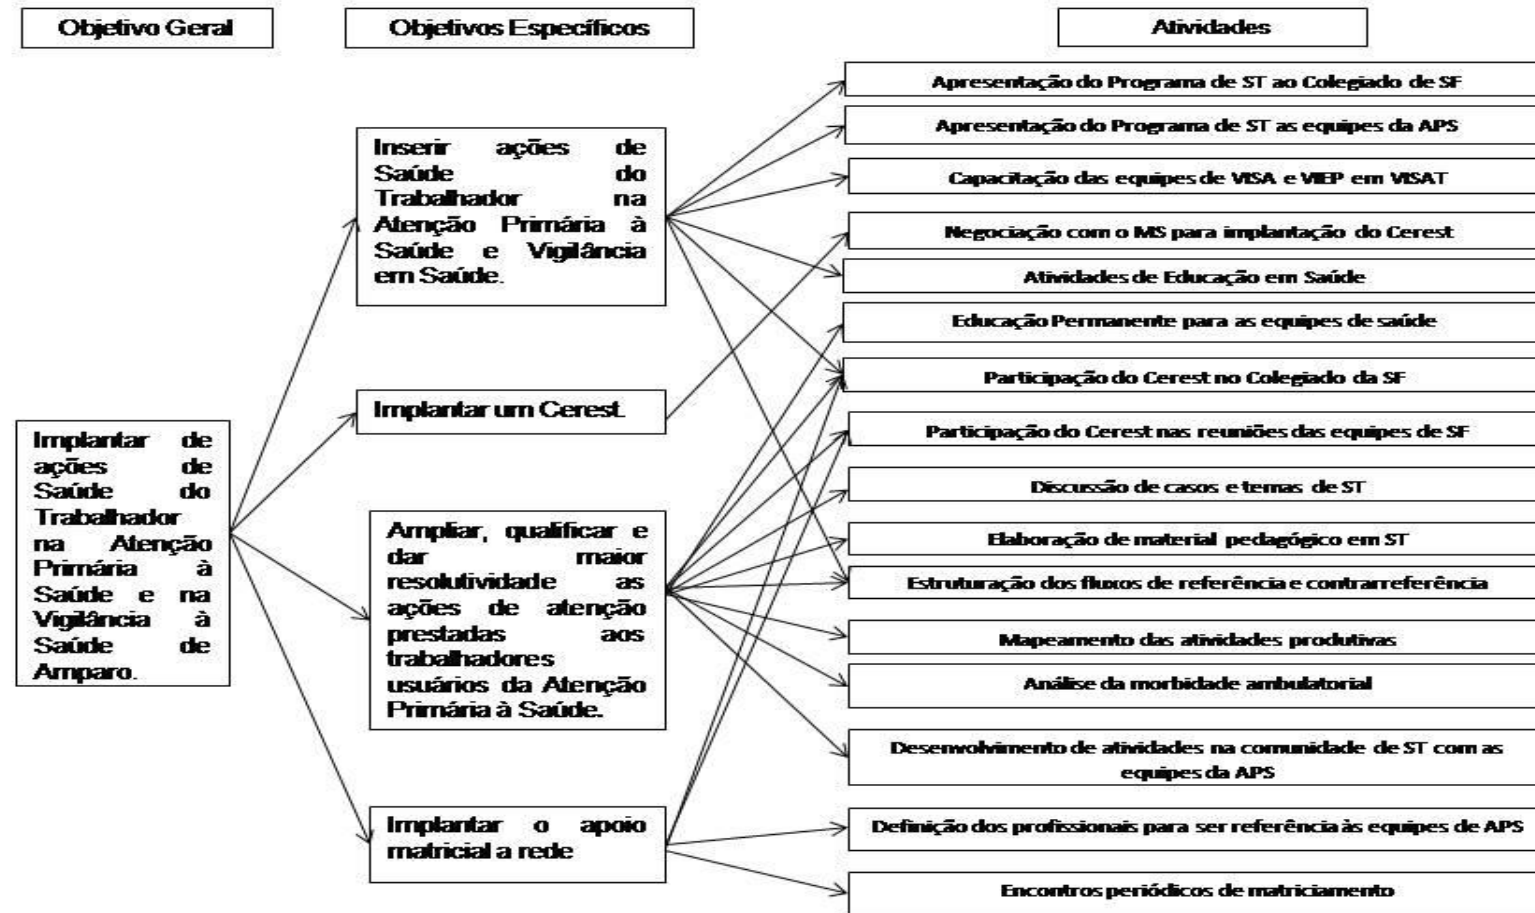 Objetivo Geral
Objetivos Específicos
Atividades
Implantar de
ações de
Saúde do
Trabalhador
na Atenção
Primária à
Saúde e na
Vigilância à
Saúde de
Amparo.
Inserir ações de
Saúde do
Trabalhador na
Atenção Primária à
Saúde e Vigilância
em Saúde.
Implantar um Cerest.
Ampliar, qualificar e
dar maior
resolutividade as
ações de atenção
prestadas aos
trabalhadores
usuários da Atenção
Primária à Saúde.
Implantar o apoio
matricial a rede
Apresentação do Programa de ST ao Colegiado de SF
Apresentação do Programa de ST as equipes da APS
Capacitação das equipes de VISA e VIEP em VISAT
Negociação com o MS para implantação do Cerest
Atividades de Educação em Saúde
Educação Permanente para as equipes de saúde
Participação do Cerest no Colegiado da SF
Participação do Cerest nas reuniões das equipes de SF
Discussão de casos e temas de ST
Elaboração de material pedagógico em ST
Estruturação dos fluxos de referência e contrarreferência
Mapeamento das atividades produtivas
Análise da morbidade ambulatorial
Desenvolvimento de atividades na comunidade de ST com as
equipes da APS
Definição dos profissionais para ser referência às equipes de APS
Encontros periódicos de matriciamento